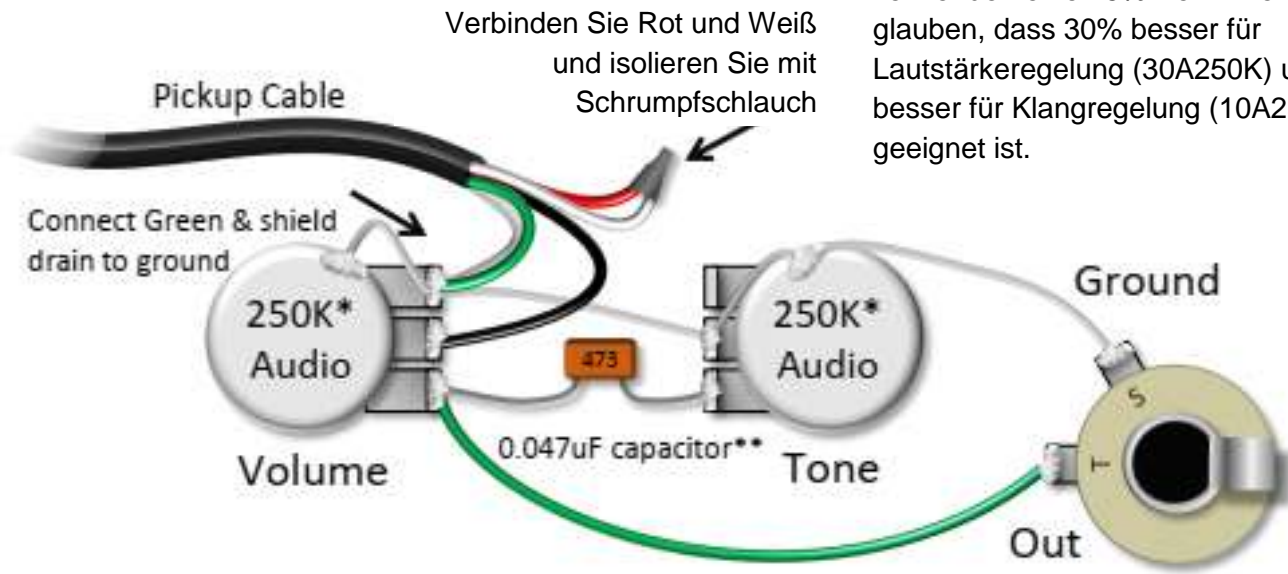 Verbinden Sie Rot und Weiß
und isolieren Sie mit
Schrumpfschlauch
glauben, dass 30% besser für
Lautstärkeregelung (30A250K) u
besser für Klangregelung (10A2
geeignet ist.
Pickup Cable
Connect Green & shield
drain to ground
250K*
Audio
Volume
473
0.047uF capacitor**
250K*
Audio
Tone
Ground
S
T
Out